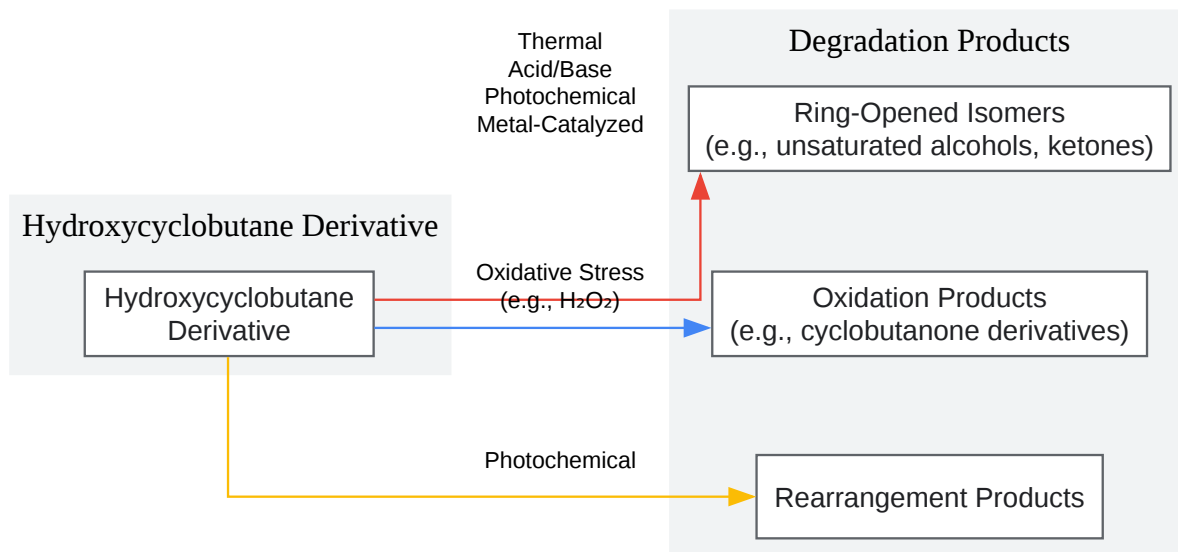 Thermal
Acid/Base
Photochemical
Metal-Catalyzed
Degradation Products
Ring-Opened Isomers
(e.g., unsaturated alcohols, ketones)
Hydroxycyclobutane Derivative
Hydroxycyclobutane
Derivative
Oxidative Stress
(e.g., H₂O₂)
Oxidation Products
(e.g., cyclobutanone derivatives)
Photochemical
Rearrangement Products